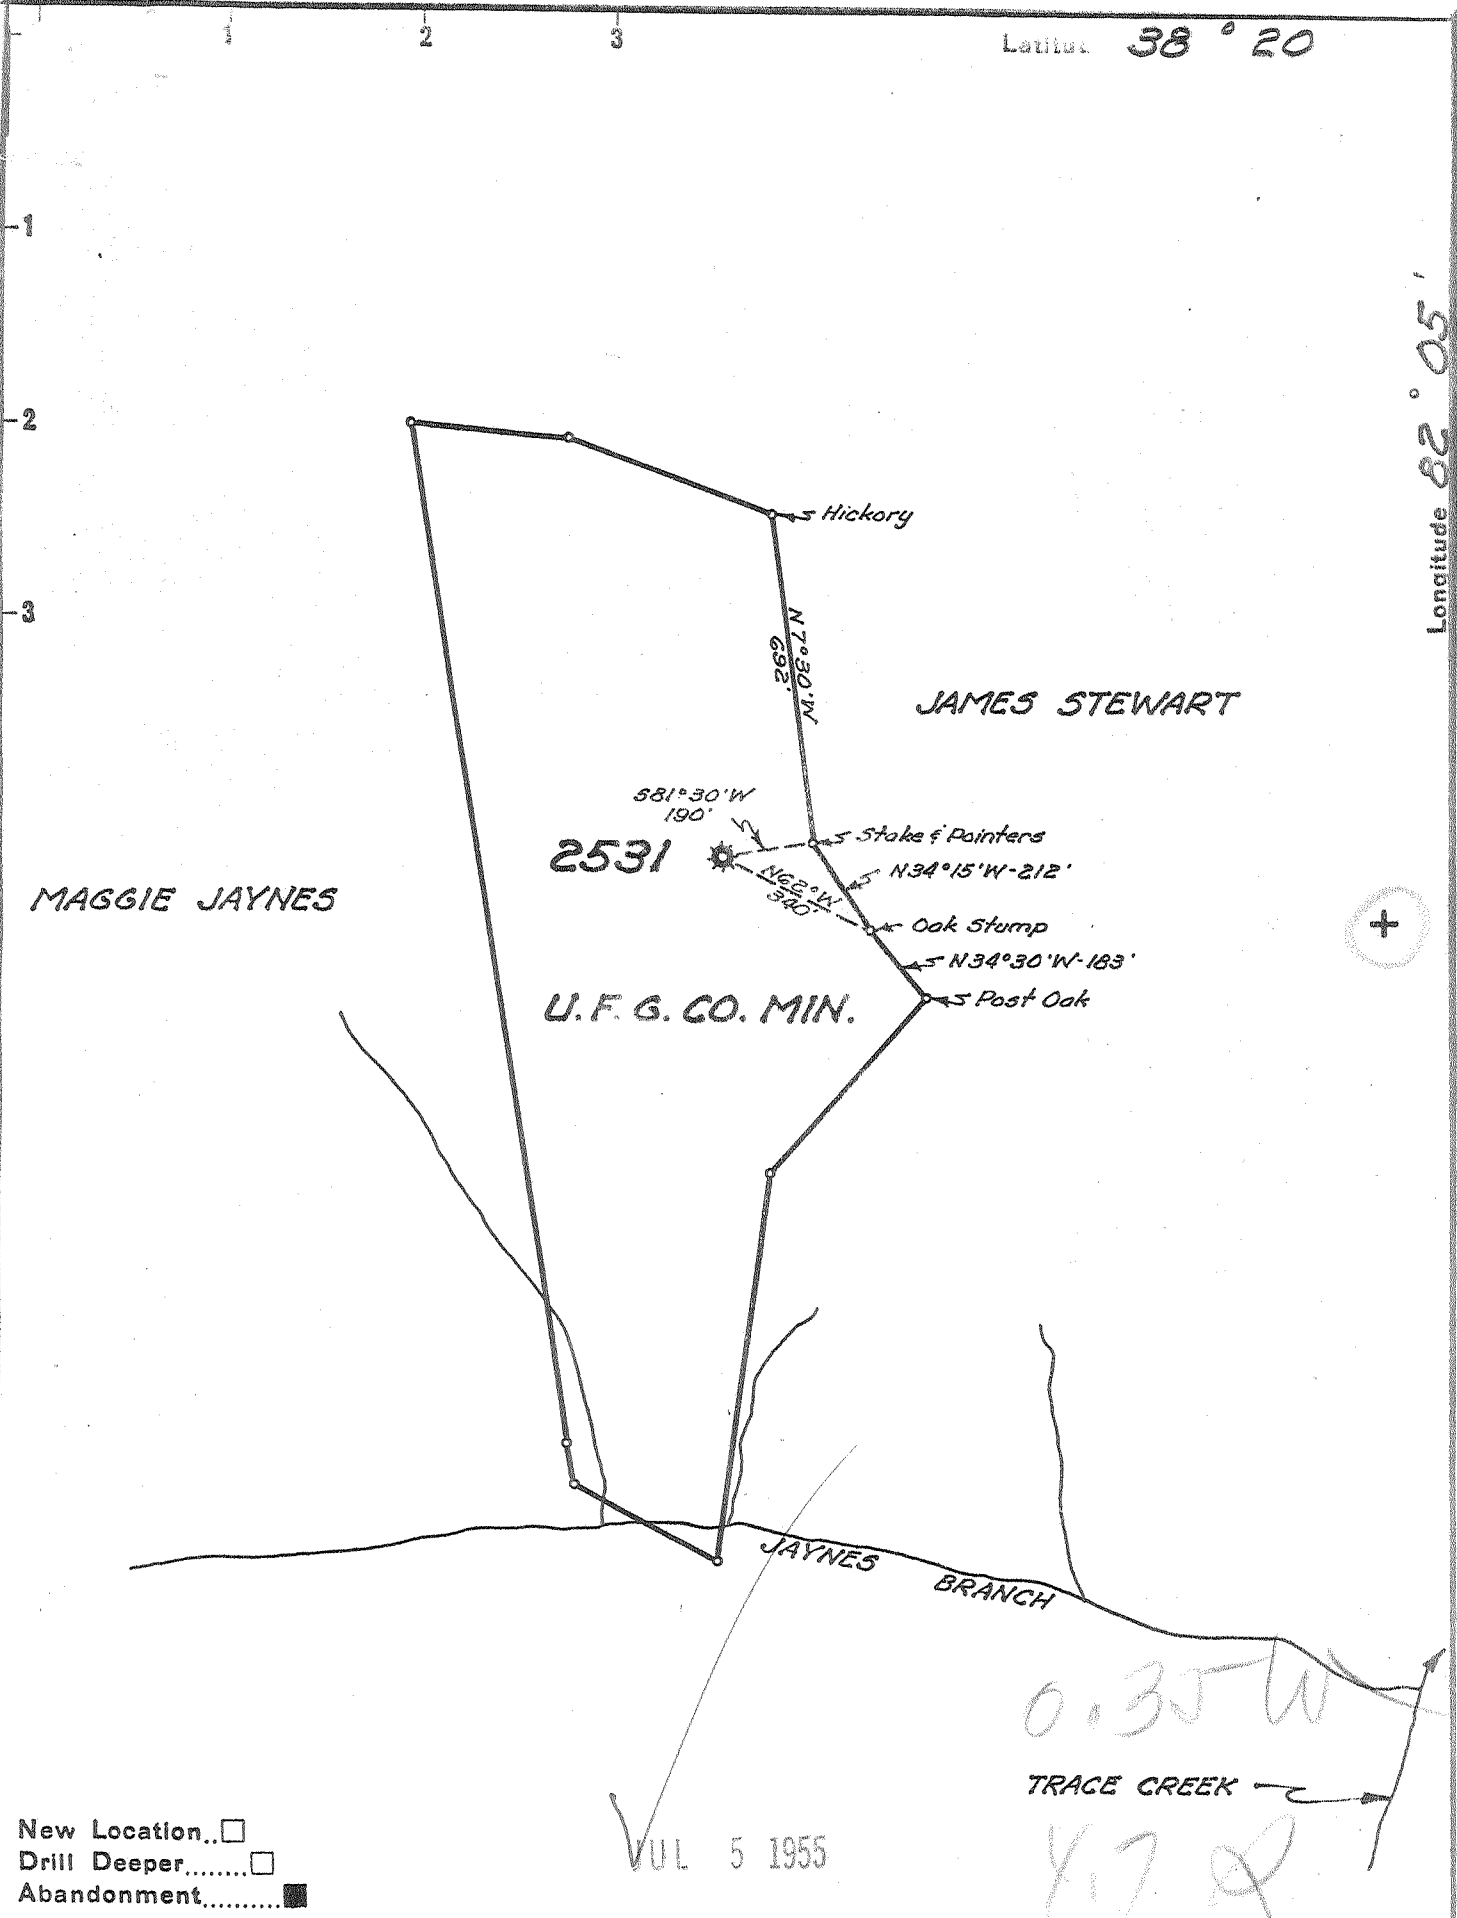 1 2 3
Latitu 38° 20
-1
-2
-3
Longitude 82° 05'
Hickory
N7°30'W
692'
JAMES STEWART
S81°30'W
190'
2531
Stake & Pointers
N34°15'W-212'
N62°W
340'
MAGGIE JAYNES
Oak Stump
+
N34°30'W-183'
U.F.G. CO. MIN.
Post Oak
JAYNES BRANCH
0.35 W
TRACE CREEK
New Location..
Drill Deeper........
Abandonment..........
JUL 5 1955